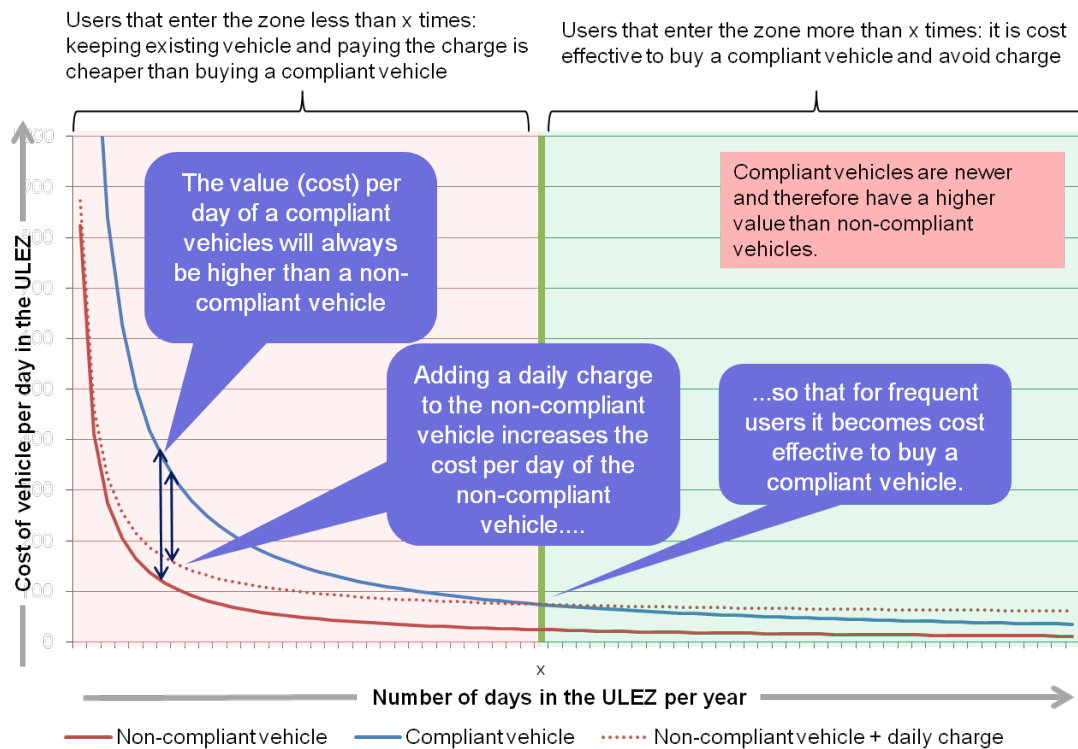 Users that enter the zone less than x times:
keeping existing vehicle and paying the charge is
cheaper than buying a compliant vehicle
Users that enter the zone more than x times: it is cost
effective to buy a compliant vehicle and avoid charge
The value (cost) per
day of a compliant
vehicles will always
be higher than a non-
compliant vehicle
Compliant vehicles are newer
and therefore have a higher
value than non-compliant
vehicles.
Adding a daily charge
to the non-compliant
vehicle increases the
cost per day of the
non-compliant
vehicle....
...so that for frequent
users it becomes cost
effective to buy a
compliant vehicle.
Cost of vehicle per day in the ULEZ
0
x
Number of days in the ULEZ per year
Non-compliant vehicle
Compliant vehicle
Non-compliant vehicle + daily charge